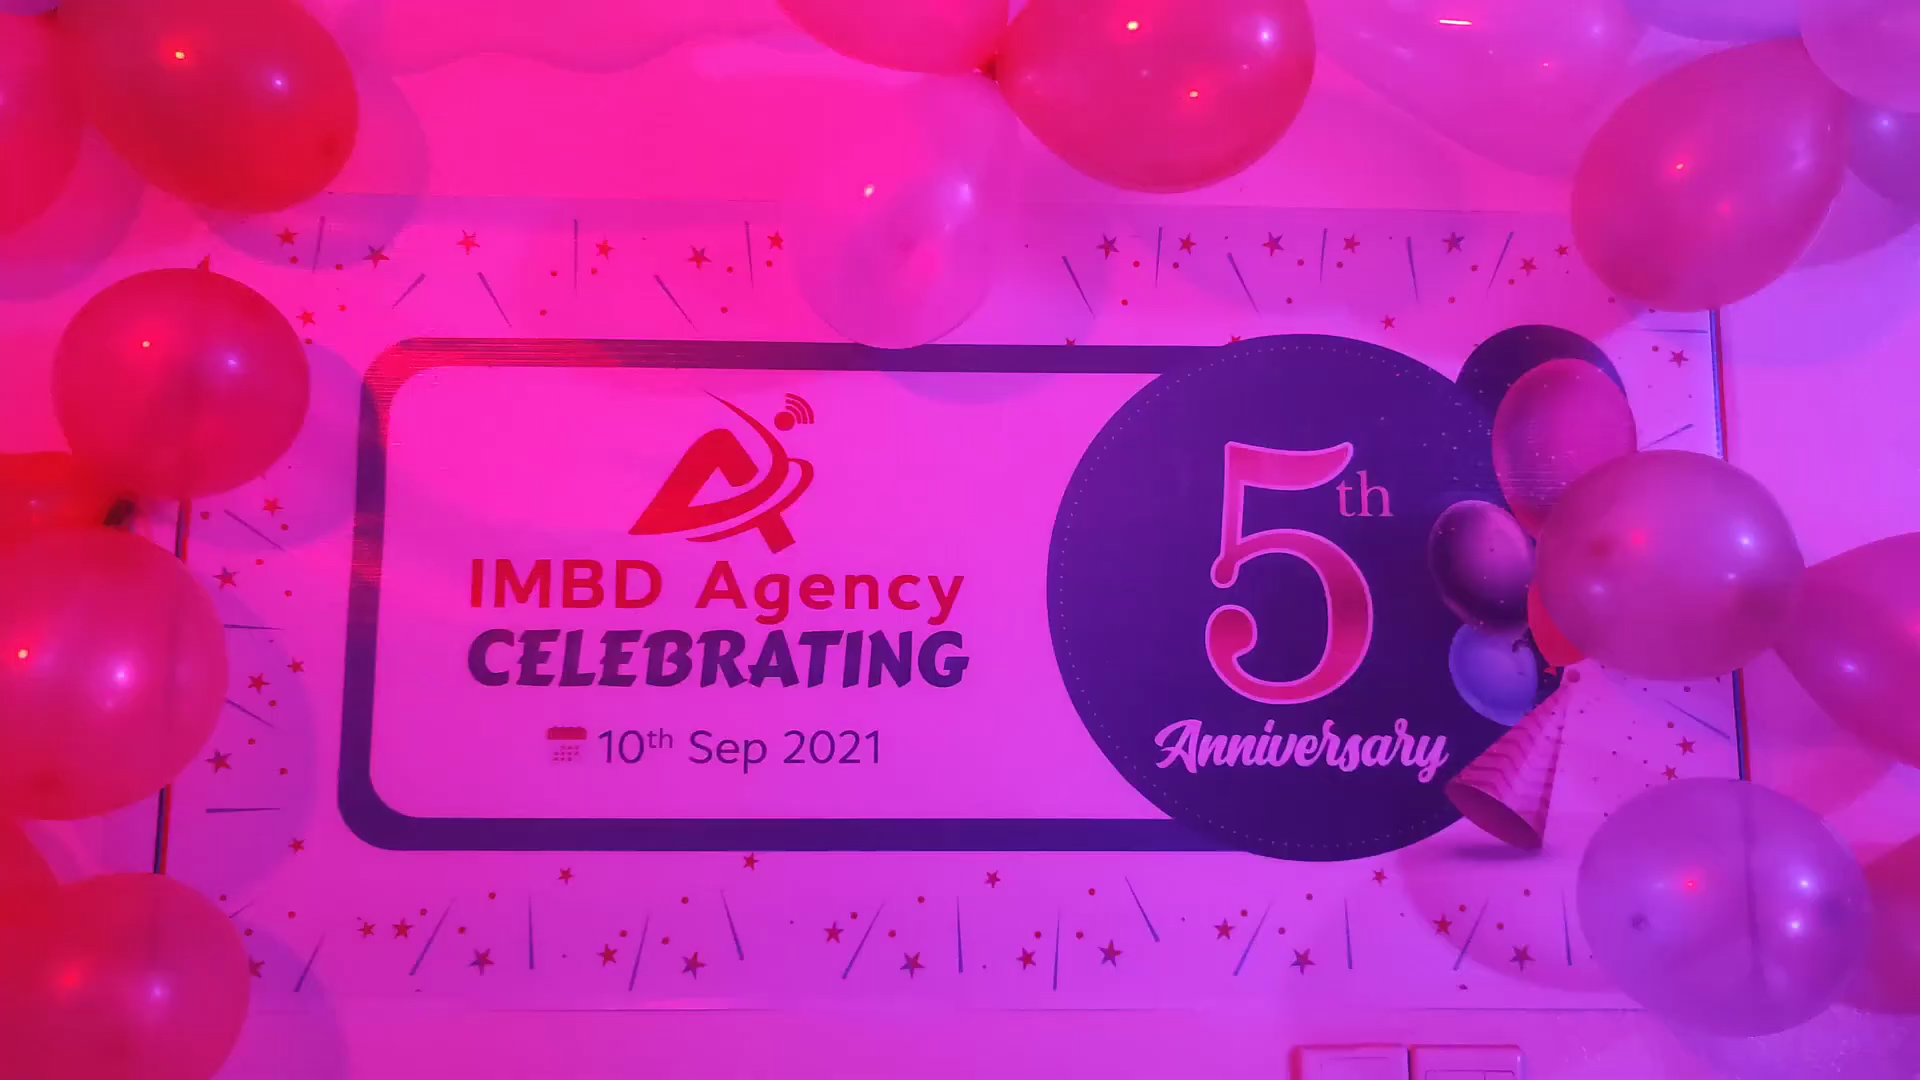 IMBD Agency
CELEBRATING
10th Sep 2021
5th
Anniversary